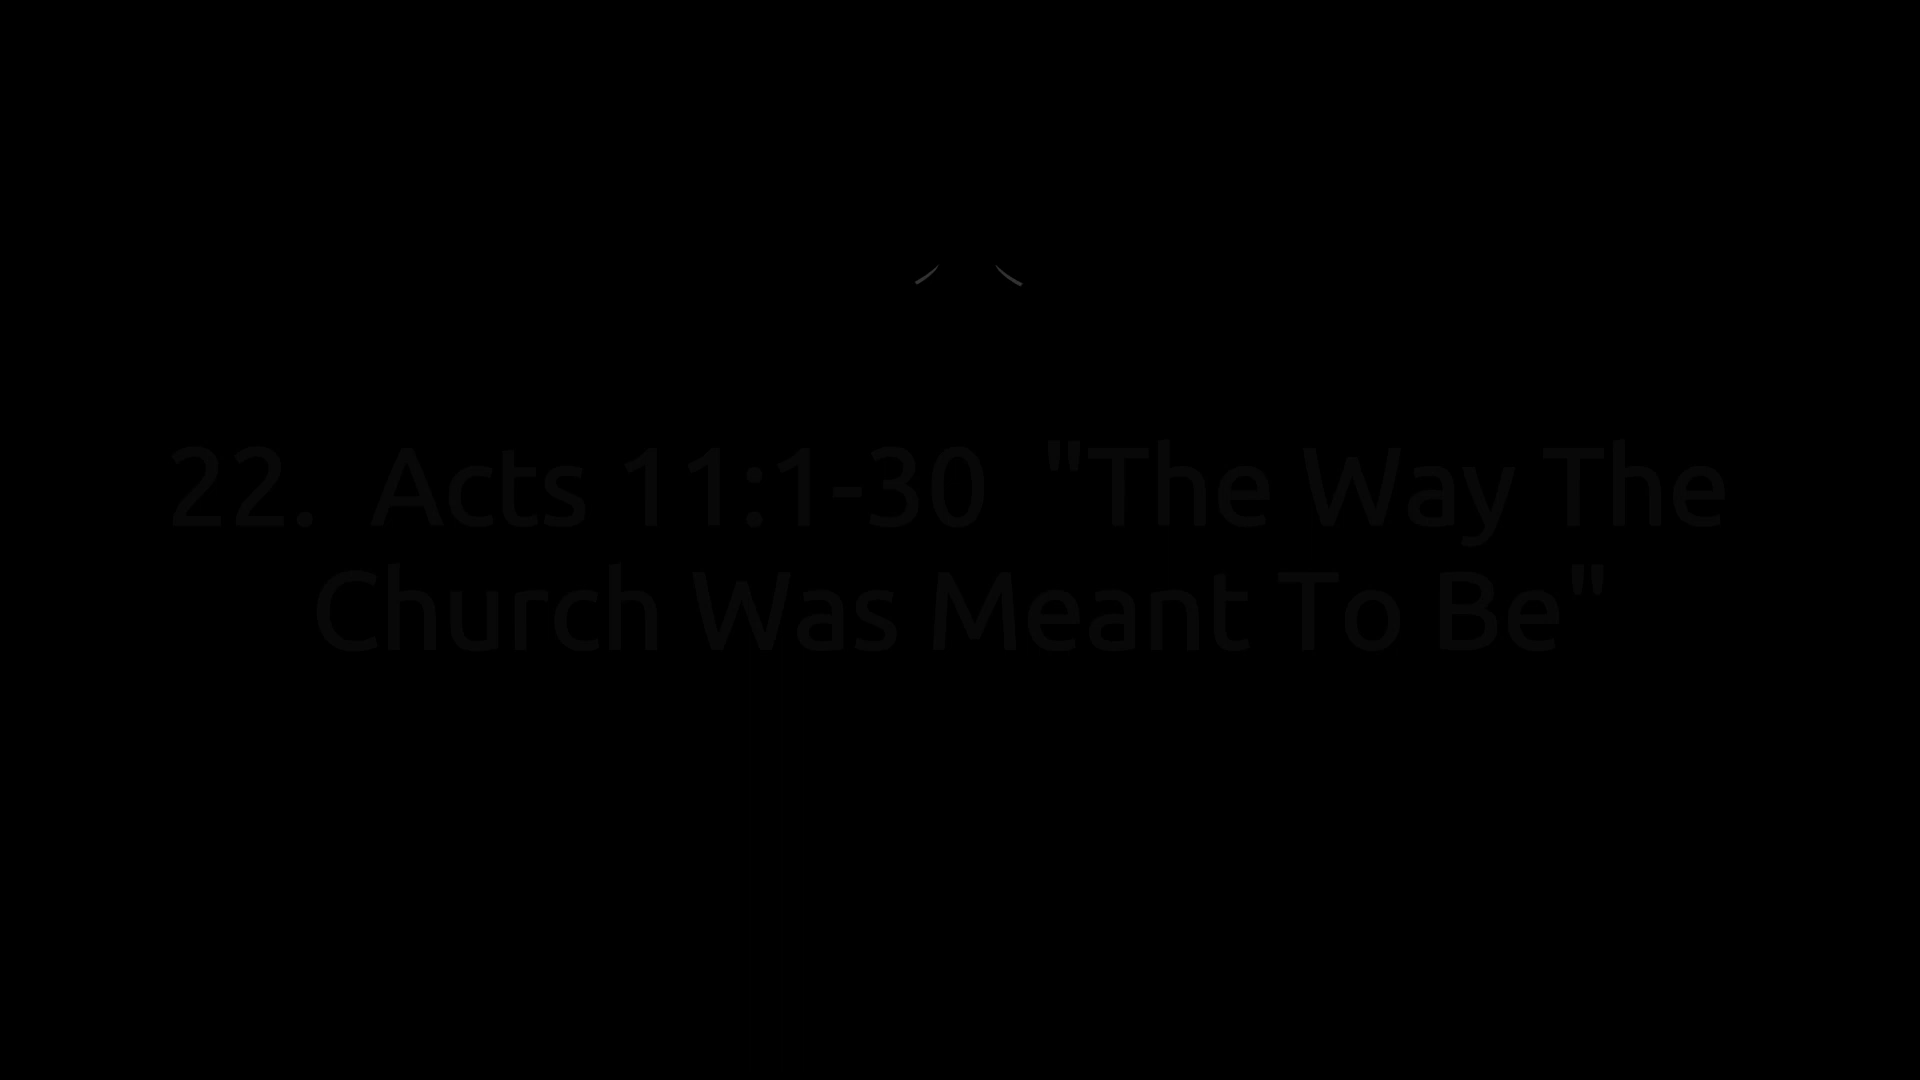 22.  Acts 11:1-30  "The Way The
Church Was Meant To Be"